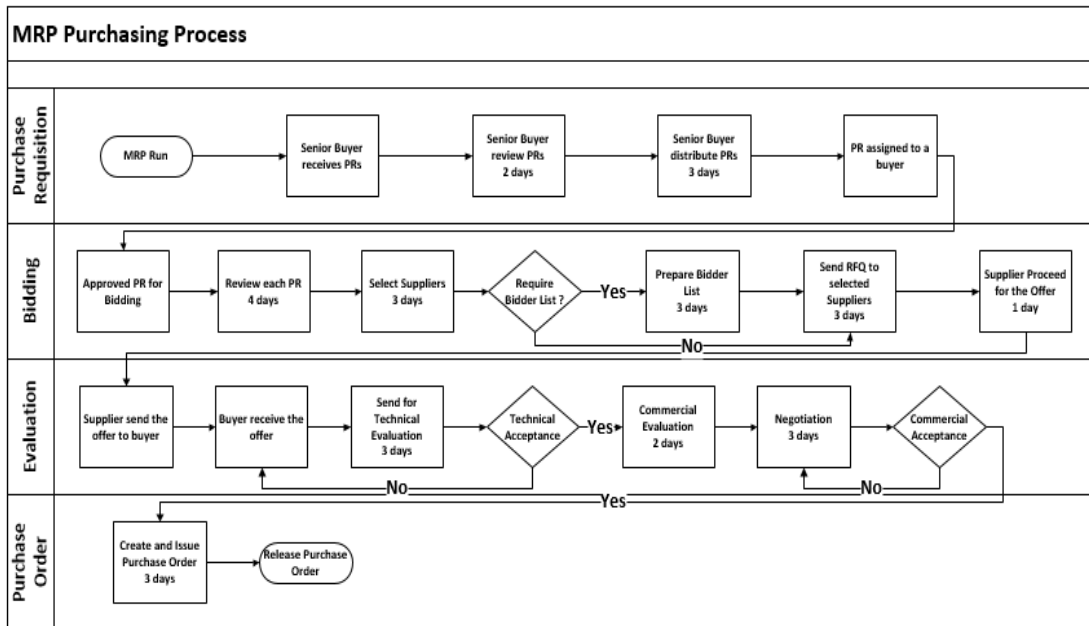 MRP Purchasing Process
Purchase
Requisition
MRP Run
Senior Buyer
receives PRs
Senior Buyer
review PRs
2 days
Senior Buyer
distribute PRs
3 days
PR assigned to a
buyer
Bidding
Approved PR for
Bidding
Review each PR
4 days
Select Suppliers
3 days
Require
Bidder List ?
Yes
Prepare Bidder
List
3 days
Send RFQ to
selected
Suppliers
3 days
Supplier Proceed
for the Offer
1 day
No
Evaluation
Supplier send the
offer to buyer
Buyer receive the
offer
Send for
Technical
Evaluation
3 days
Technical
Acceptance
Yes
Commercial
Evaluation
2 days
Negotiation
3 days
Commercial
Acceptance
No
No
Yes
Purchase
Order
Create and Issue
Purchase Order
3 days
Release Purchase
Order